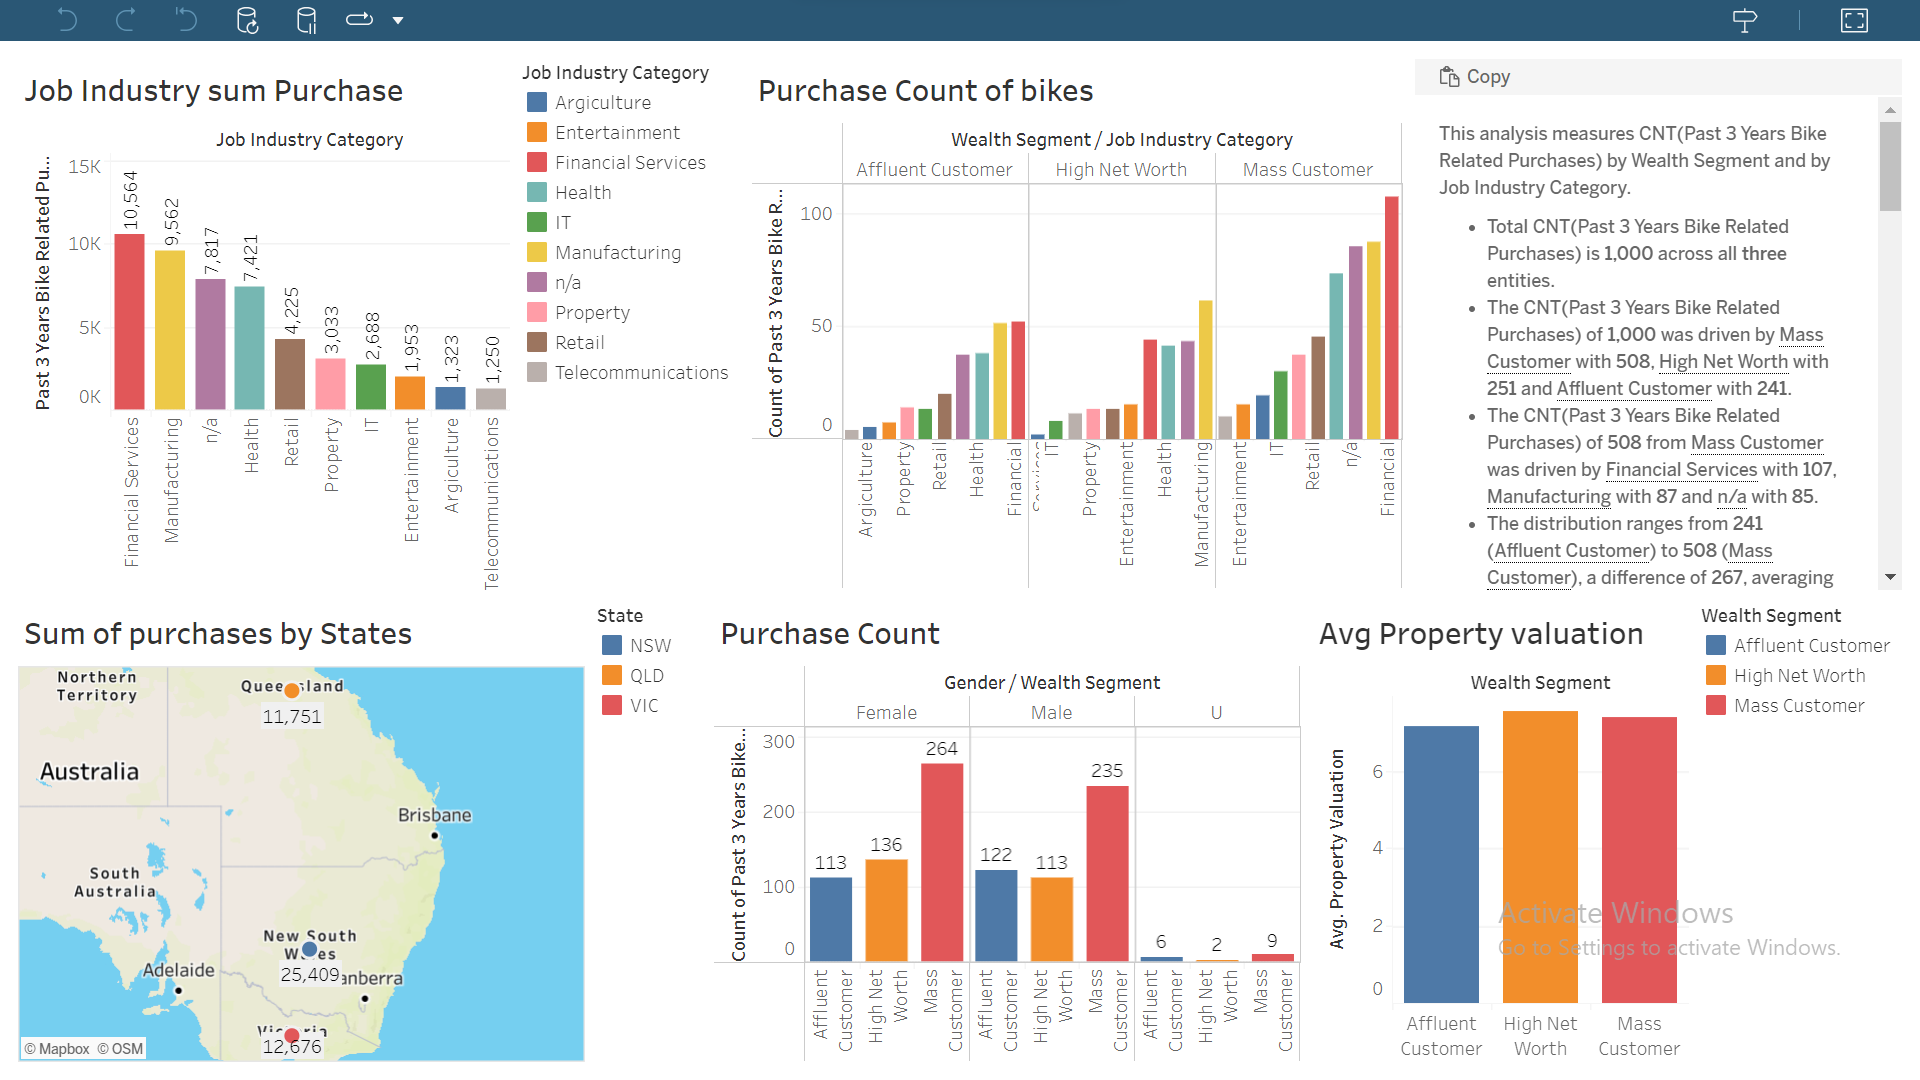 Job Industry sum Purchase
Job Industry Category
Past 3 Years Bike Related Pu...
15K
10K
5K
0K
10,564
9,562
7,817
7,421
4,225
3,033
2,688
1,953
1,323
1,250
Financial Services
Manufacturing
n/a
Health
Retail
Property
IT
Entertainment
Argiculture
Telecommunications
Job Industry Category
Argiculture
Entertainment
Financial Services
Health
IT
Manufacturing
n/a
Property
Retail
Telecommunications
Purchase Count of bikes
Wealth Segment / Job Industry Category
Affluent Customer
High Net Worth
Mass Customer
Count of Past 3 Years Bike R...
100
50
0
Argiculture
Property
Retail
Health
Financial
Services
IT
Property
Entertainment
Health
Manufacturing
Entertainment
IT
Retail
n/a
Financial
Copy
This analysis measures CNT(Past 3 Years Bike
Related Purchases) by Wealth Segment and by
Job Industry Category.
• Total CNT(Past 3 Years Bike Related
Purchases) is 1,000 across all three
entities.
• The CNT(Past 3 Years Bike Related
Purchases) of 1,000 was driven by Mass
Customer with 508, High Net Worth with
251 and Affluent Customer with 241.
• The CNT(Past 3 Years Bike Related
Purchases) of 508 from Mass Customer
was driven by Financial Services with 107,
Manufacturing with 87 and n/a with 85.
• The distribution ranges from 241
(Affluent Customer) to 508 (Mass
Customer), a difference of 267, averaging
Sum of purchases by States
Northern
Territory
Queensland
11,751
Australia
Brisbane
South
Australia
New South
Wales
25,409
anberra
Adelaide
Victoria
12,676
© Mapbox © OSM
State
NSW
QLD
VIC
Purchase Count
Gender / Wealth Segment
Female
Male
U
Count of Past 3 Years Bike...
300
200
100
0
113
136
264
122
113
235
6
2
9
Affluent
Customer
High Net
Worth
Mass
Customer
Affluent
Customer
High Net
Worth
Mass
Customer
Affluent
Customer
High Net
Worth
Mass
Customer
Avg Property valuation
Wealth Segment
Avg. Property Valuation
6
4
2
0
Affluent
Customer
High Net
Worth
Mass
Customer
Wealth Segment
Affluent Customer
High Net Worth
Mass Customer
Activate Windows
Go to Settings to activate Windows.